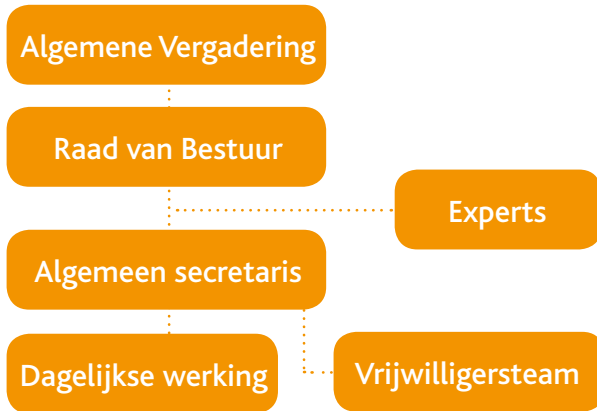 Algemene Vergadering
Raad van Bestuur
Experts
Algemeen secretaris
Dagelijkse werking
Vrijwilligersteam